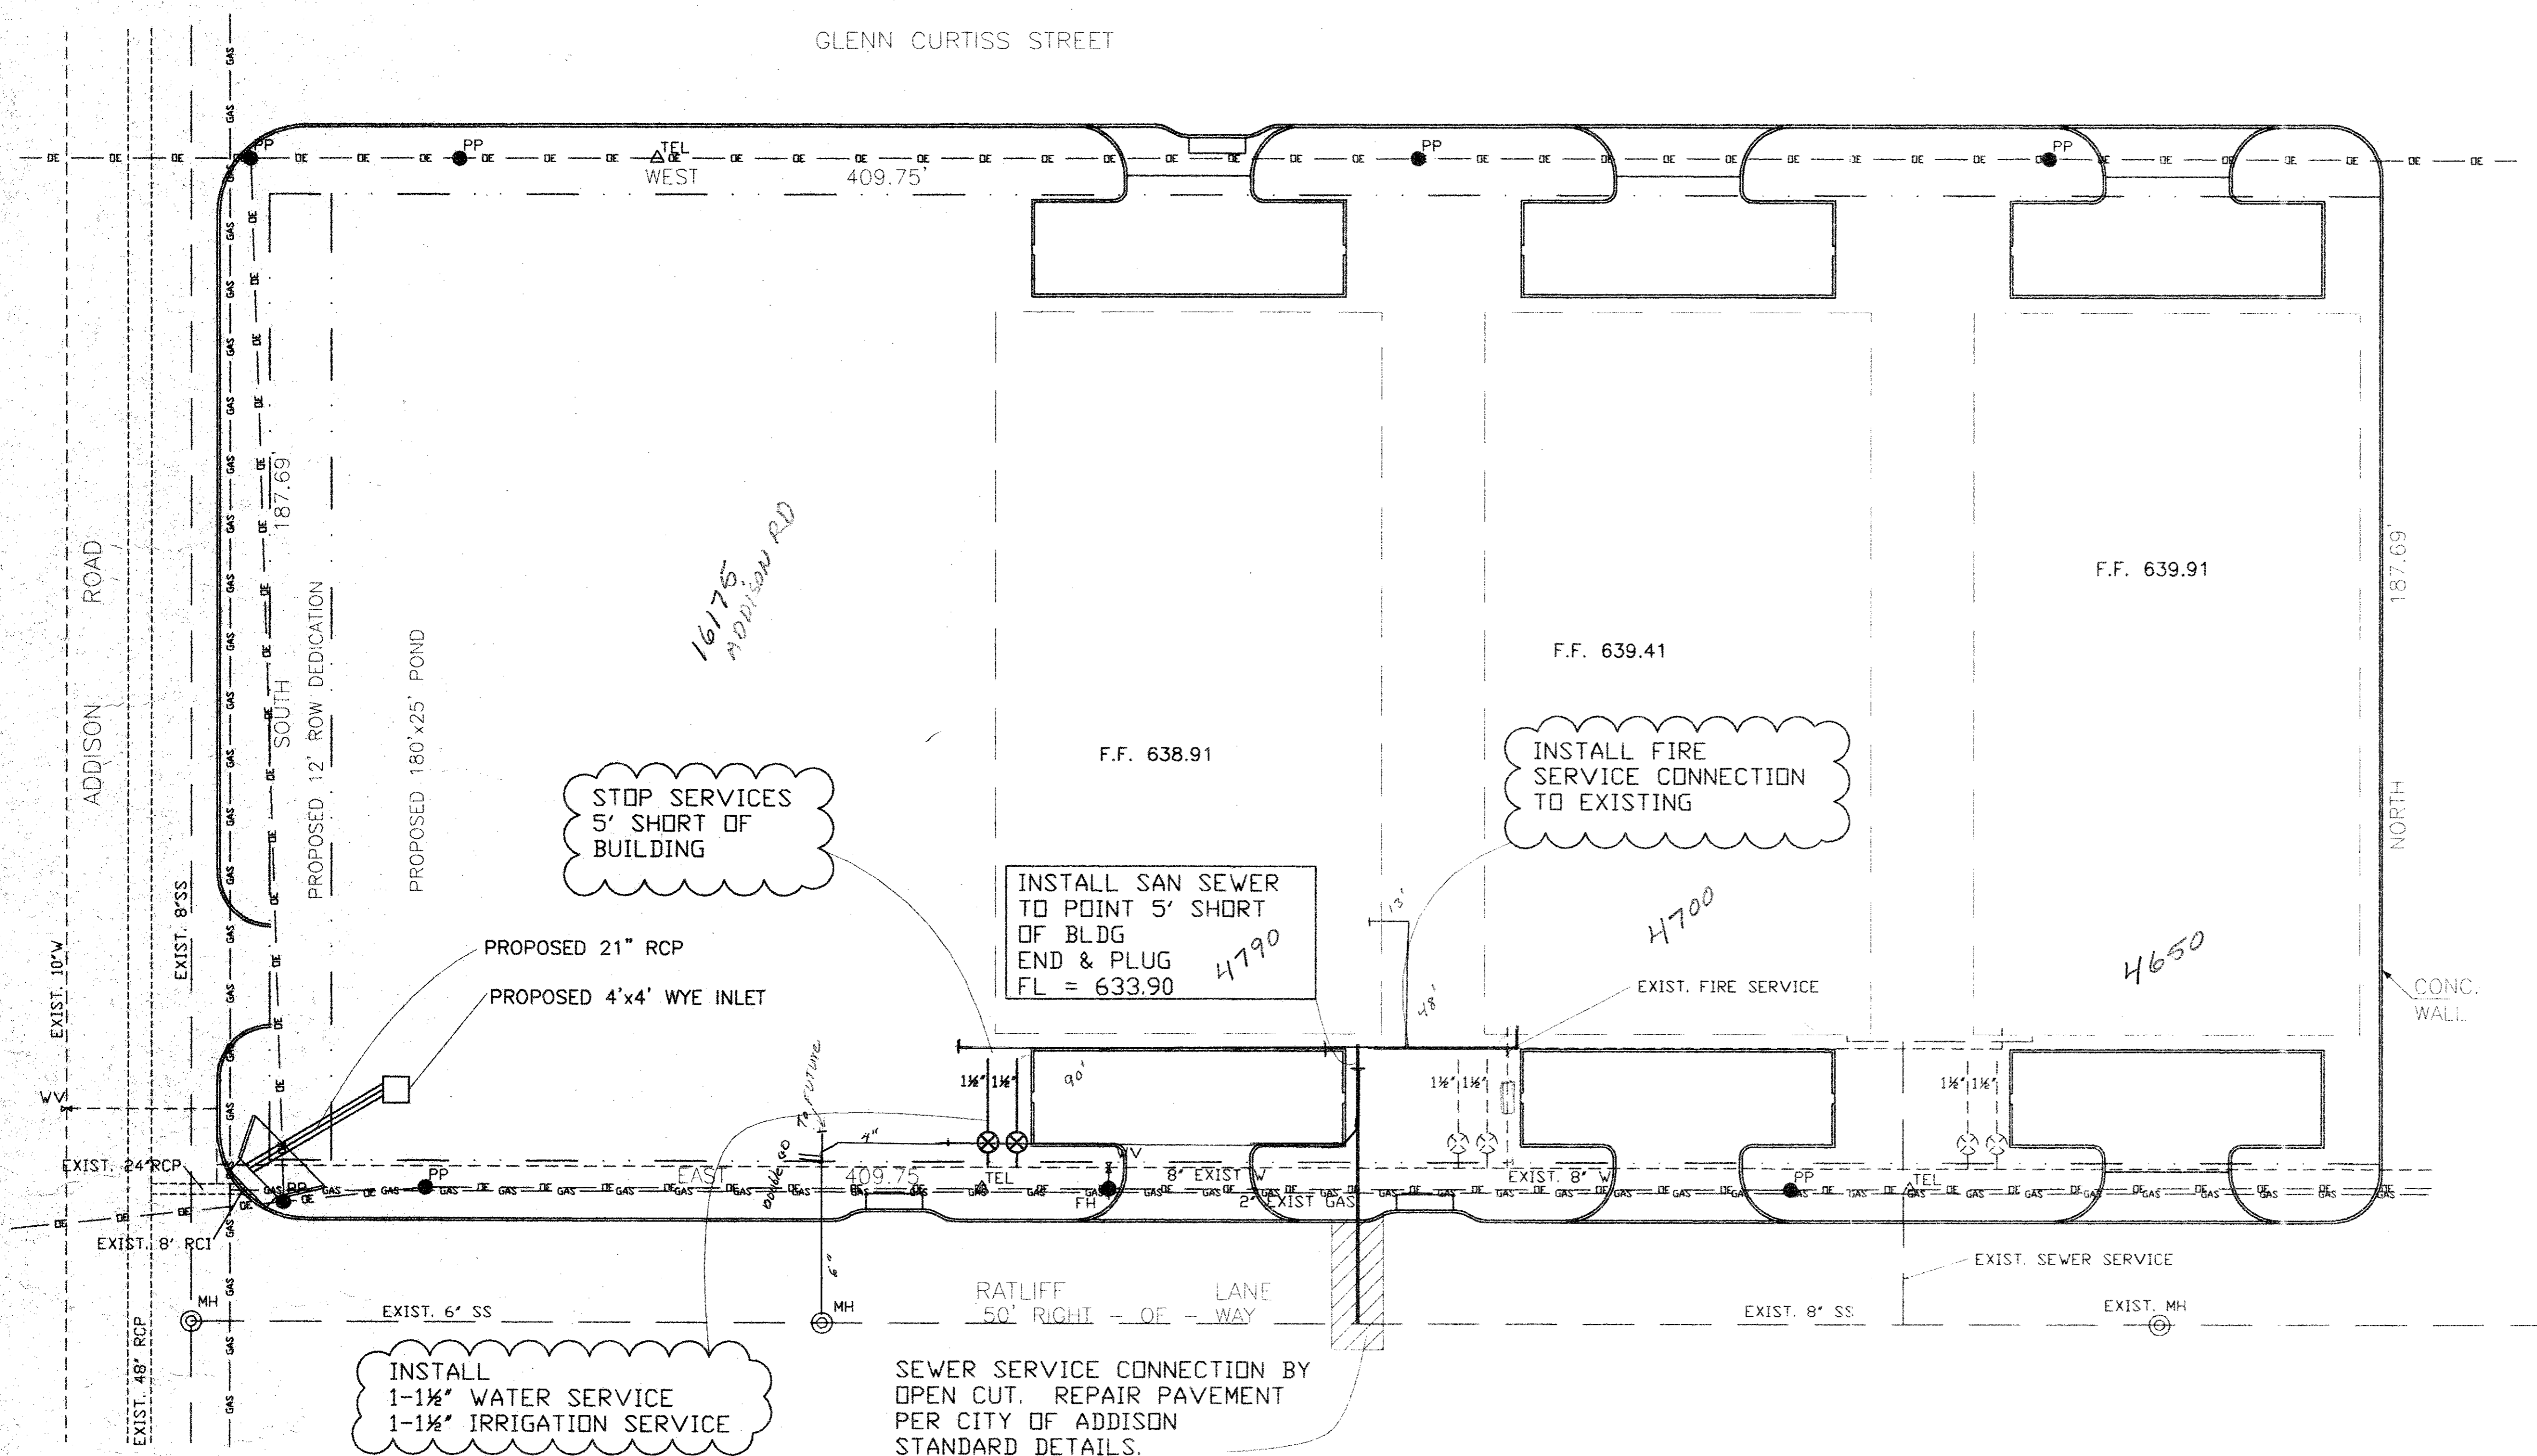 GLENN CURTISS STREET
PP
PP
TEL
PP
PP
WEST 409.75'
SOUTH 187.69'
ADDISON ROAD
PROPOSED 12' ROW DEDICATION
PROPOSED 180'x25' POND
16175
ADDISON RD
F.F. 638.91
F.F. 639.41
F.F. 639.91
NORTH 187.69'
STOP SERVICES
5' SHORT OF
BUILDING
INSTALL FIRE
SERVICE CONNECTION
TO EXISTING
INSTALL SAN SEWER
TO POINT 5' SHORT
OF BLDG
END & PLUG
FL = 633.90
4790
13'
48'
4700
4650
EXIST. FIRE SERVICE
CONC.
WALL
EXIST. 10"W
EXIST. 8"SS
PROPOSED 21" RCP
PROPOSED 4'x4' WYE INLET
WV
To FUTURE
1½" 1½"
90'
1½" 1½"
1½" 1½"
4"
Double
EXIST. 24"RCP
PP
PP
EAST 409.75
TEL
WV
FH
8" EXIST W
2" EXIST GAS
EXIST. 8" W
PP
TEL
EXIST. 8' RCI
6"
EXIST. SEWER SERVICE
MH
EXIST. 6" SS
MH
RATLIFF LANE
50' RIGHT - OF - WAY
EXIST. 8" SS
EXIST. MH
EXIST. 48" RCP
INSTALL
1-1½" WATER SERVICE
1-1½" IRRIGATION SERVICE
SEWER SERVICE CONNECTION BY
OPEN CUT. REPAIR PAVEMENT
PER CITY OF ADDISON
STANDARD DETAILS.